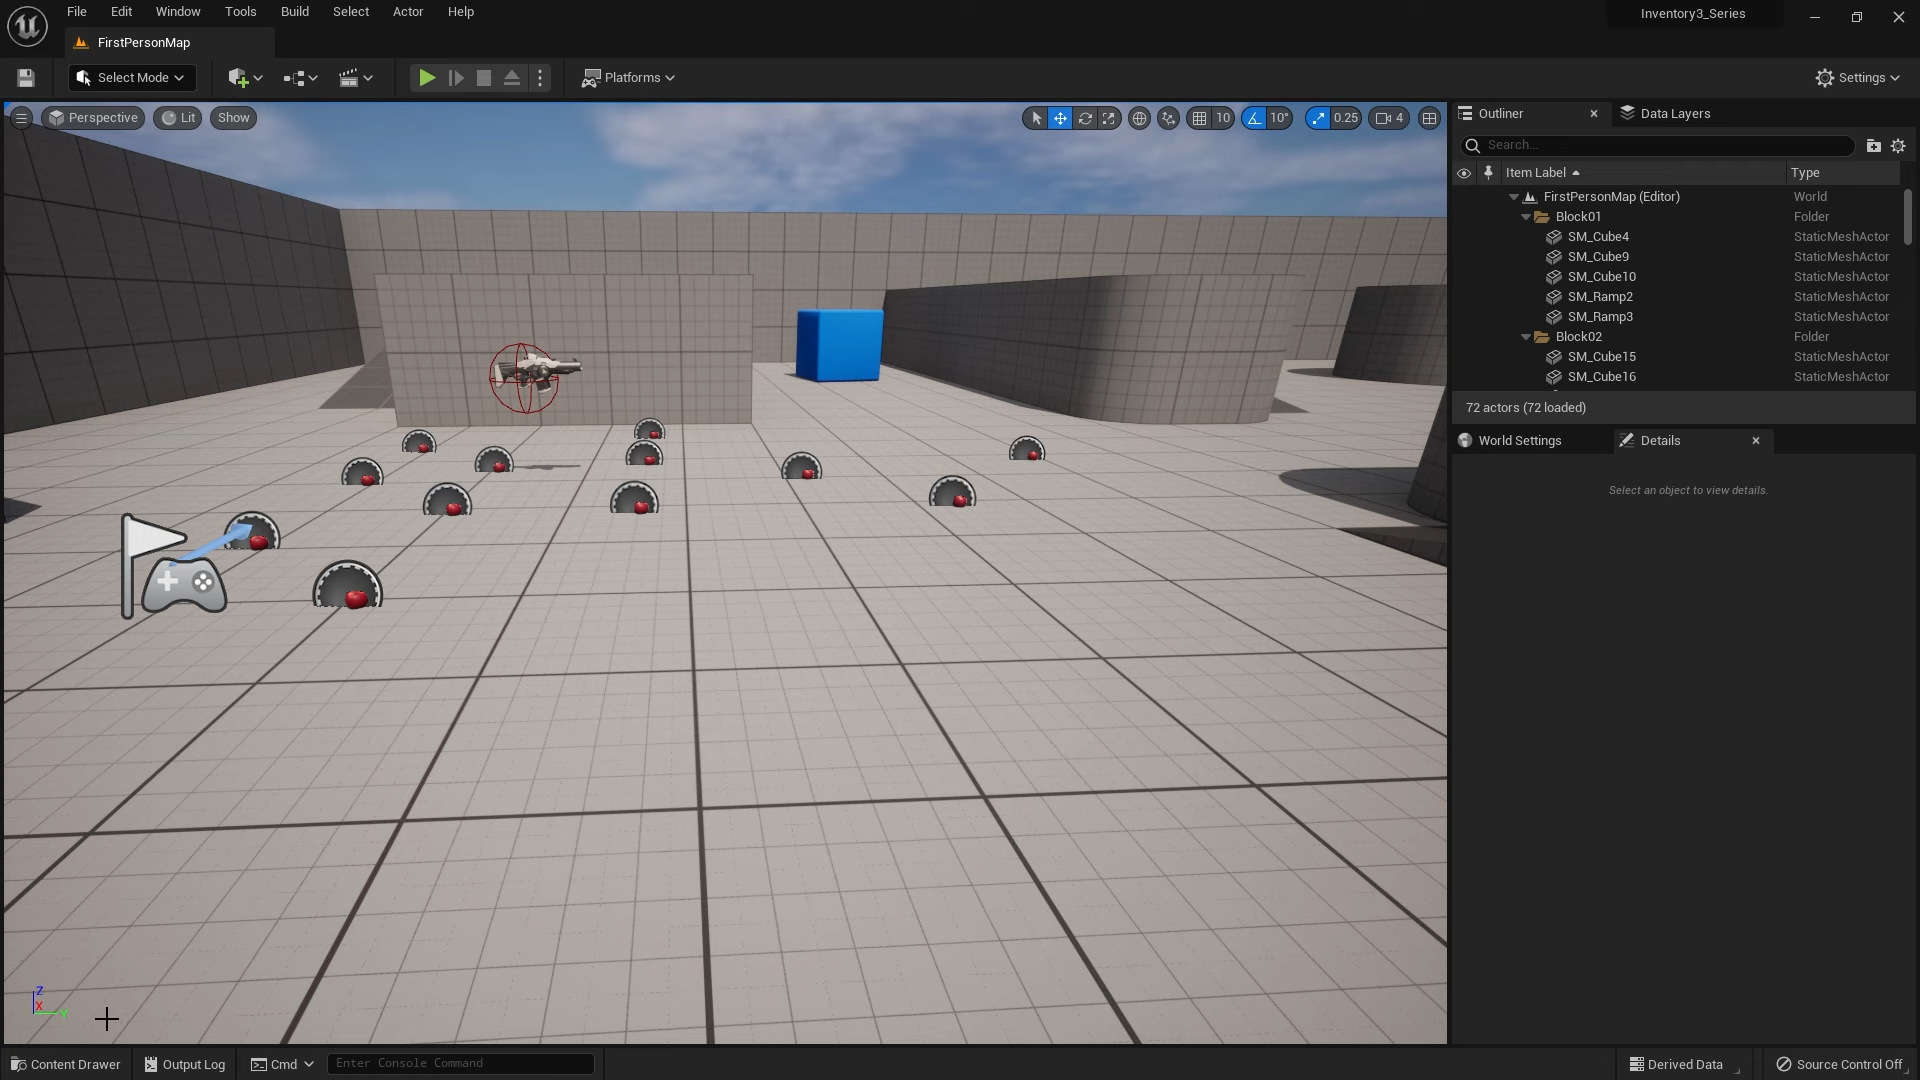 File Edit Window Tools Build Select Actor Help
Inventory3_Series
FirstPersonMap
Select Mode
Platforms
Settings
Perspective Lit Show
10 10° 0.25 4
Outliner
Data Layers
Search...
Item Label Type
FirstPersonMap (Editor) World
Block01 Folder
SM_Cube4 StaticMeshActor
SM_Cube9 StaticMeshActor
SM_Cube10 StaticMeshActor
SM_Ramp2 StaticMeshActor
SM_Ramp3 StaticMeshActor
Block02 Folder
SM_Cube15 StaticMeshActor
SM_Cube16 StaticMeshActor
72 actors (72 loaded)
World Settings
Details
Select an object to view details.
Z
X
Y
Content Drawer
Output Log
Cmd
Enter Console Command
Derived Data
Source Control Off